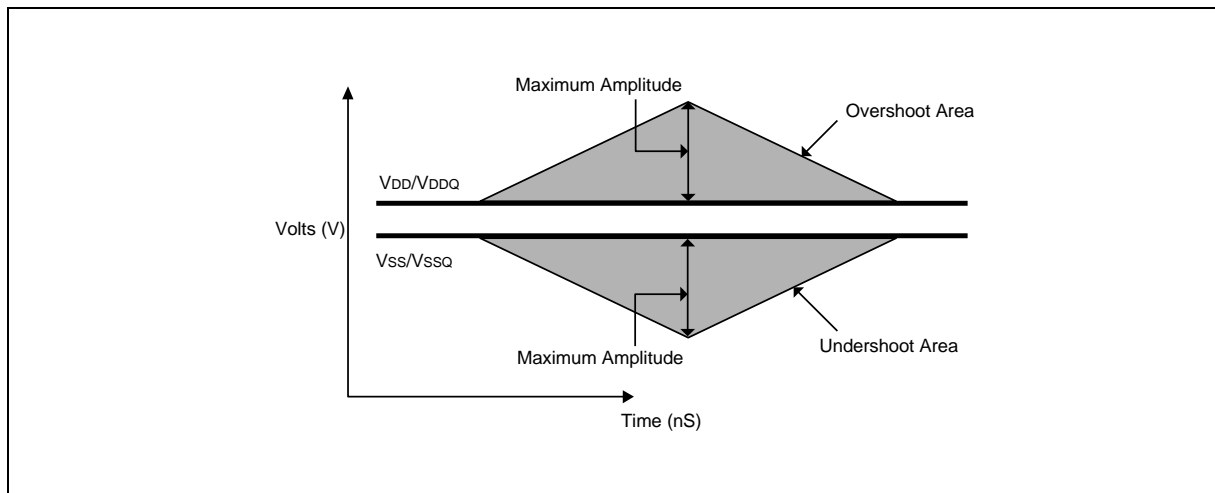 Maximum Amplitude
Overshoot Area
VDD/VDDQ
Volts (V)
VSS/VSSQ
Maximum Amplitude
Undershoot Area
Time (nS)